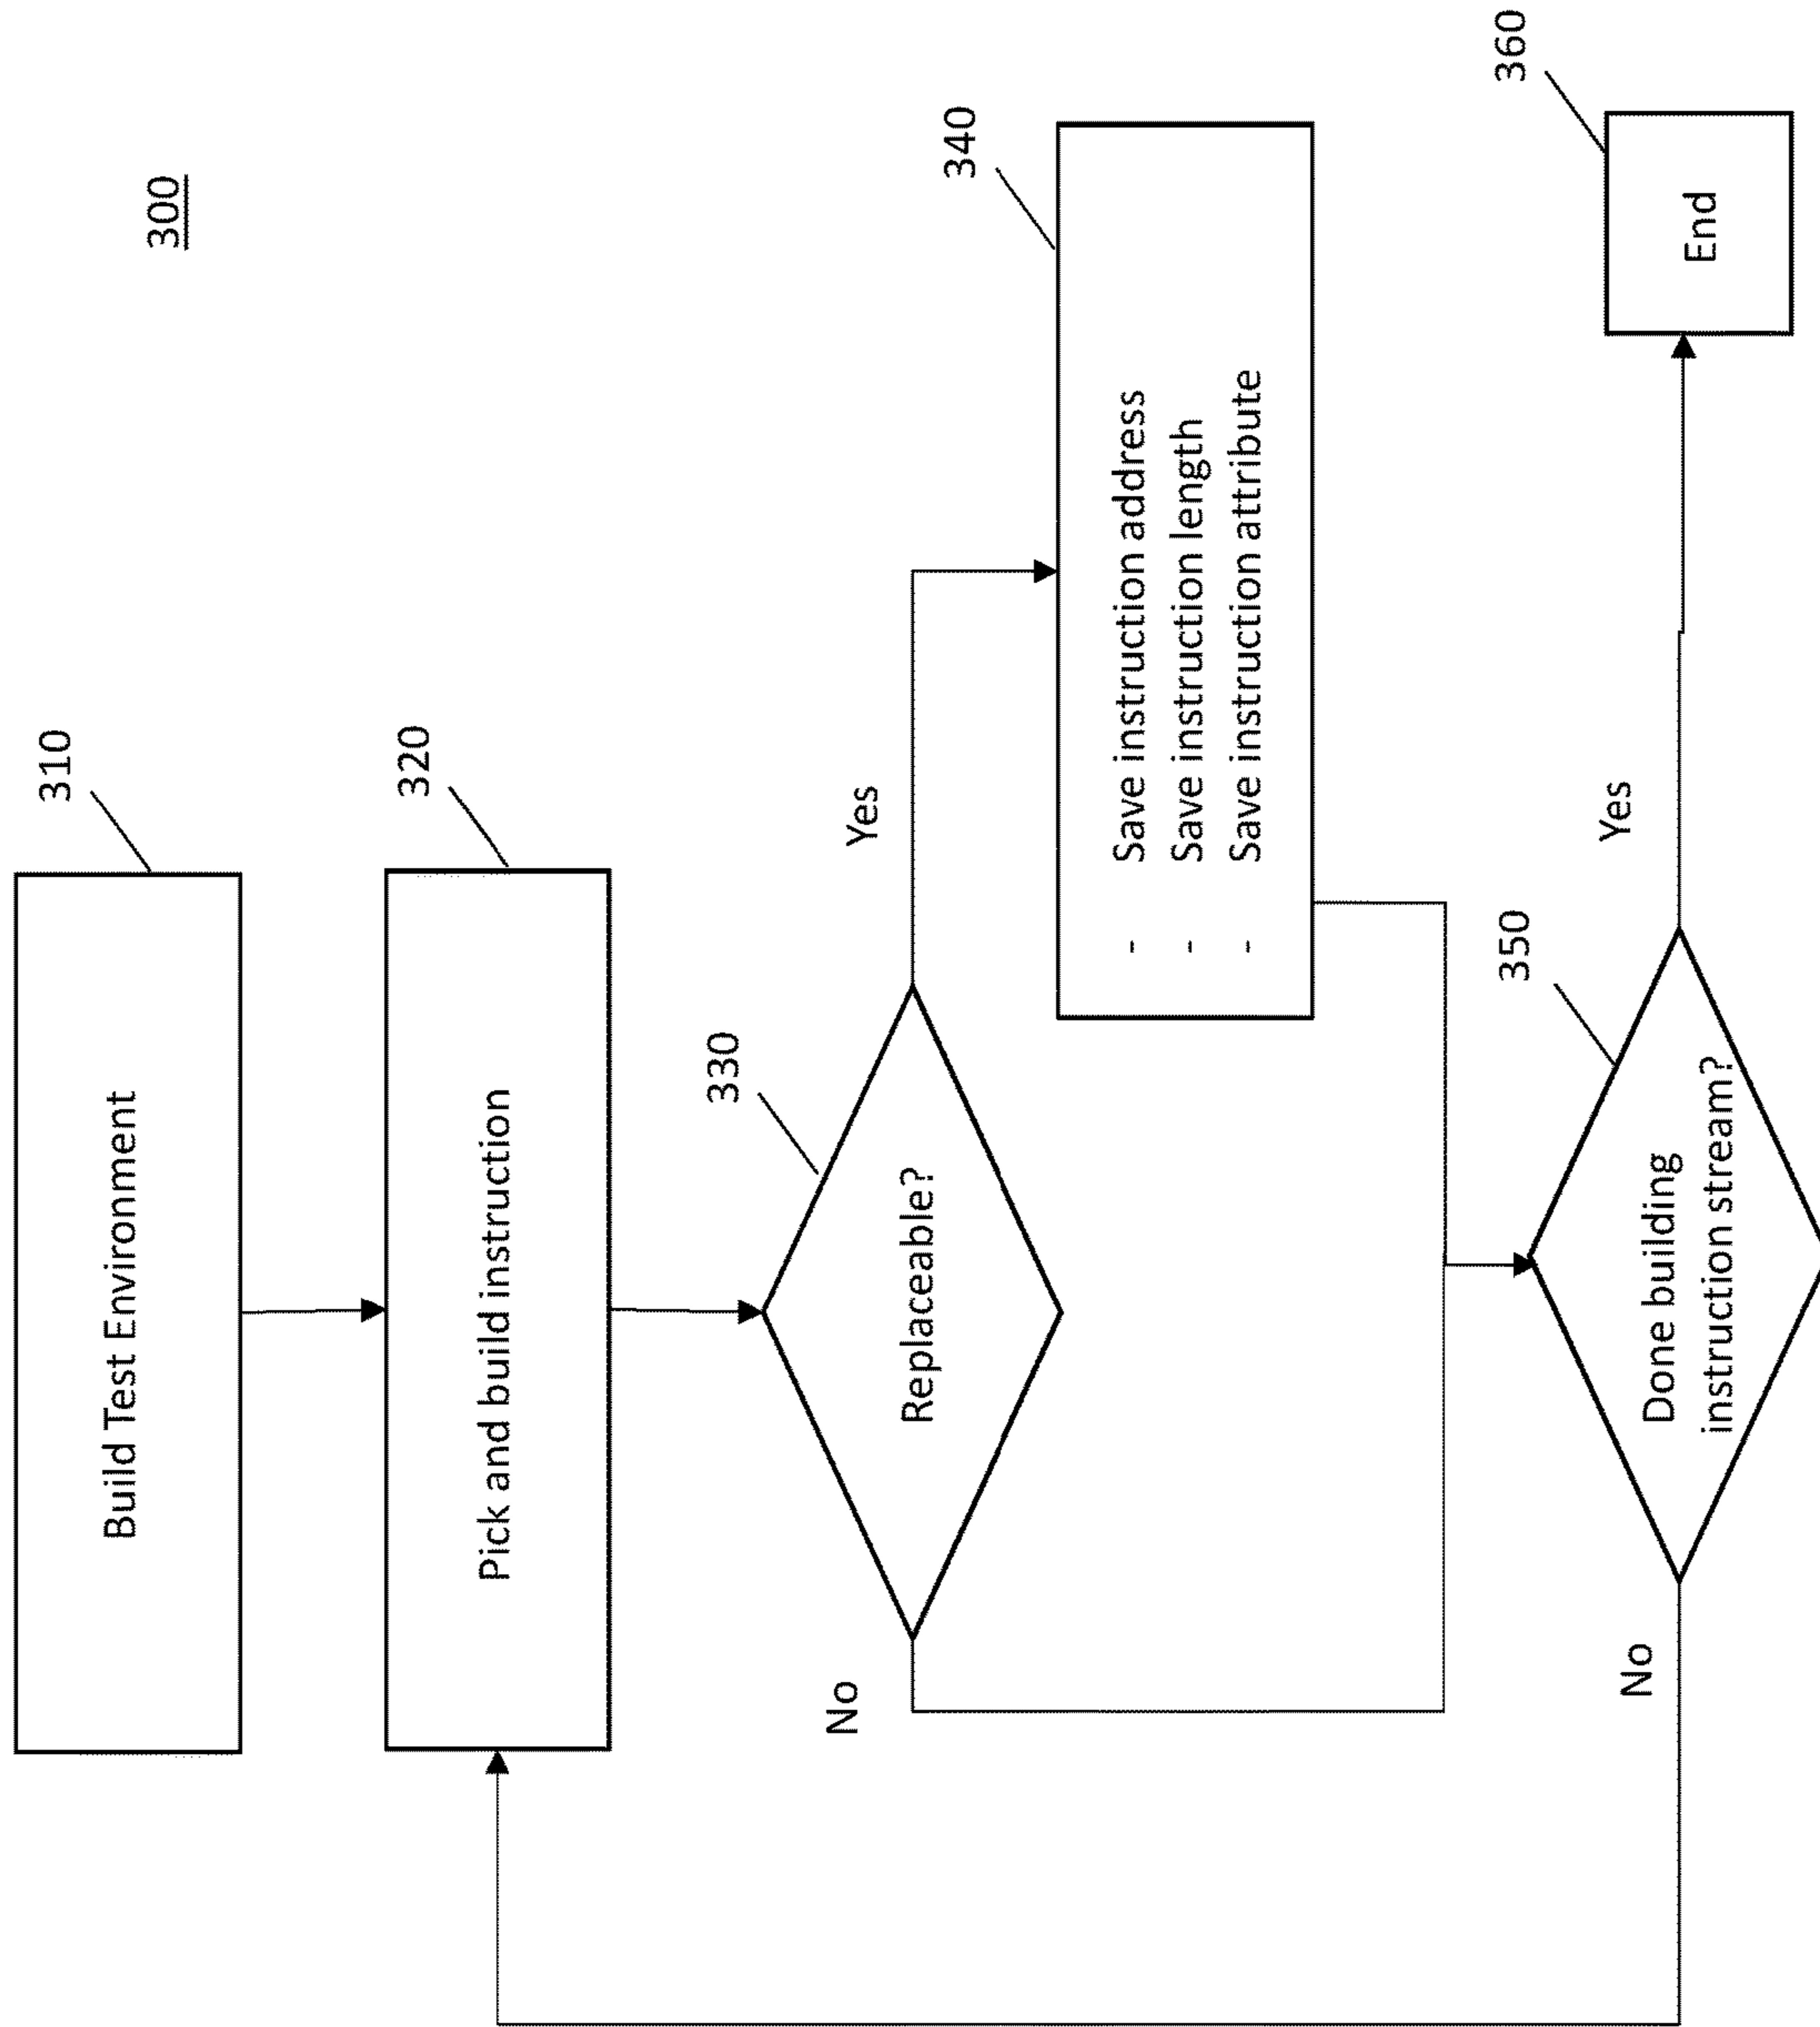 300
310
Build Test Environment
320
Pick and build instruction
330
Replaceable?
Yes
No
340
- Save instruction address
- Save instruction length
- Save instruction attribute
350
Done building
instruction stream?
Yes
No
360
End